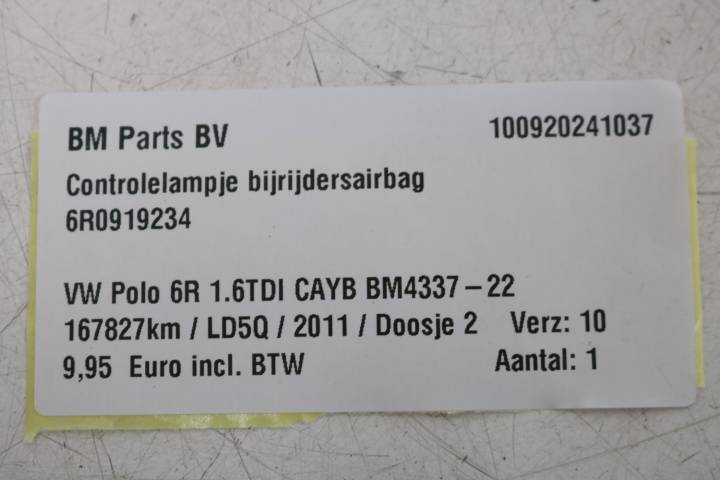 BM Parts BV 100920241037
Controlelampje bijrijdersairbag
6R0919234
VW Polo 6R 1.6TDI CAYB BM4337-22
167827km / LD5Q / 2011 / Doosje 2 Verz: 10
9,95 Euro incl. BTW Aantal: 1